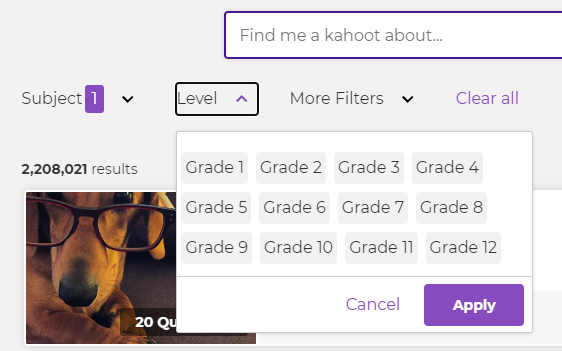 Find me a kahoot about...
Subject 1 Level More Filters Clear all
2,208,021 results
Grade 1 Grade 2 Grade 3 Grade 4
Grade 5 Grade 6 Grade 7 Grade 8
Grade 9 Grade 10 Grade 11 Grade 12
20 Qu
Cancel Apply